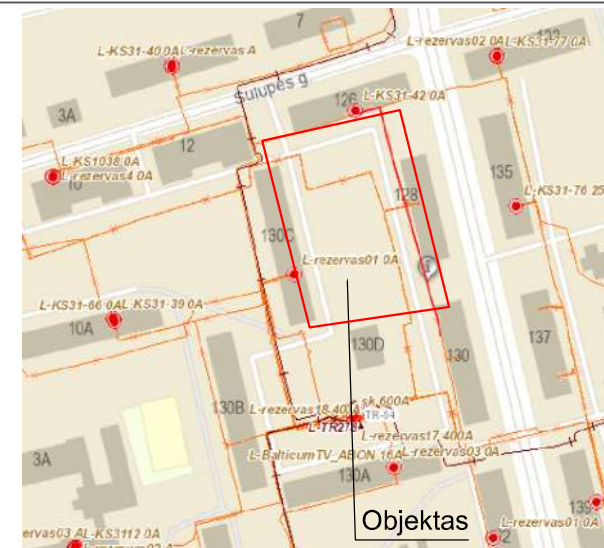 7
L-KS31-40 0A
L-rezervas A
L-rezervas02 0A
L-KS31-77 0A
Sulupės g
126
L-KS31-42 0A
3A
12
135
L-KS1038 0A
10
L-rezervas4 0A
128
L-KS31-76 25
130C
L-rezervas01 0A
L-KS31-66 0A
L-KS31-39 0A
10A
137
130D
130
130B
L-rezervas18,400A
sk.600A
TR-64
L-rezervas17,400A
3A
L-BalticumTV_ABON 16A
L-rezervas03 0A
130A
139
Objektas
L-rezervas01 0A
2
L-KS3112 0A